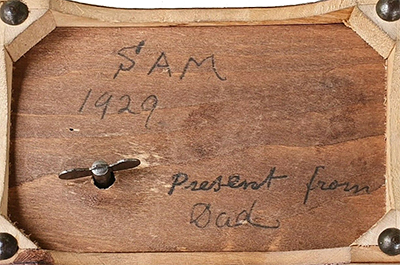 SAM
1929
Present from
Dad